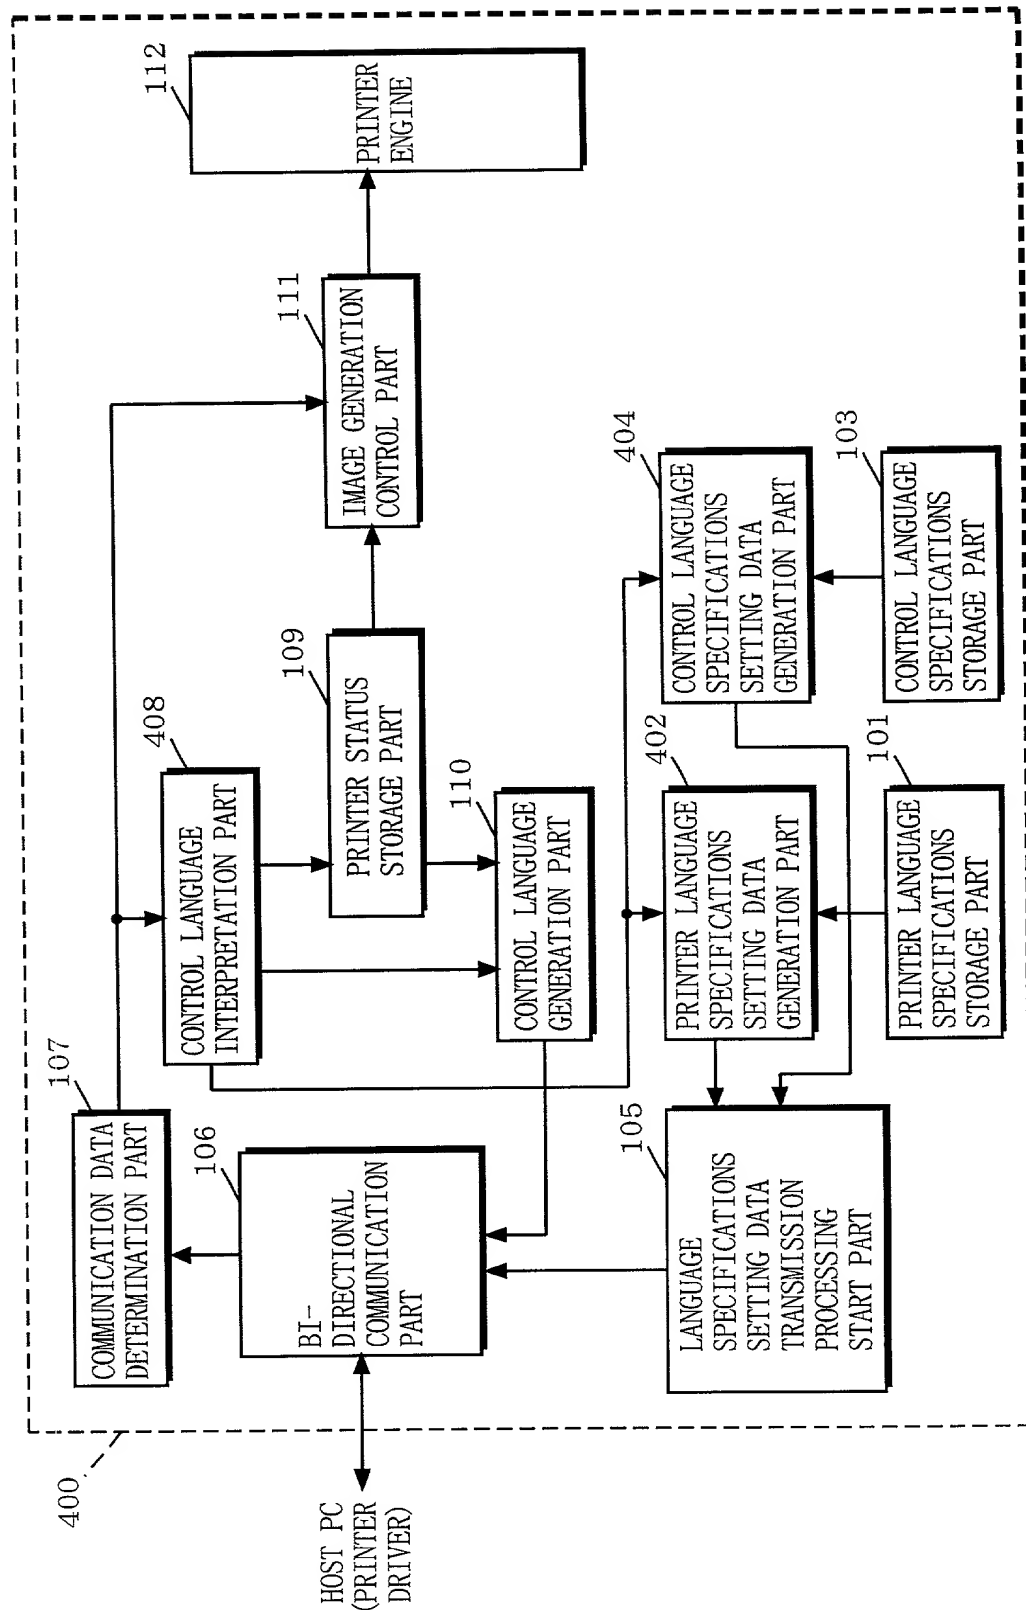 400
HOST PC
(PRINTER
DRIVER)
107
COMMUNICATION DATA
DETERMINATION PART
106
BI-
DIRECTIONAL
COMMUNICATION
PART
105
LANGUAGE
SPECIFICATIONS
SETTING DATA
TRANSMISSION
PROCESSING
START PART
408
CONTROL LANGUAGE
INTERPRETATION PART
109
PRINTER STATUS
STORAGE PART
110
CONTROL LANGUAGE
GENERATION PART
402
PRINTER LANGUAGE
SPECIFICATIONS
SETTING DATA
GENERATION PART
101
PRINTER LANGUAGE
SPECIFICATIONS
STORAGE PART
111
IMAGE GENERATION
CONTROL PART
404
CONTROL LANGUAGE
SPECIFICATIONS
SETTING DATA
GENERATION PART
103
CONTROL LANGUAGE
SPECIFICATIONS
STORAGE PART
112
PRINTER
ENGINE